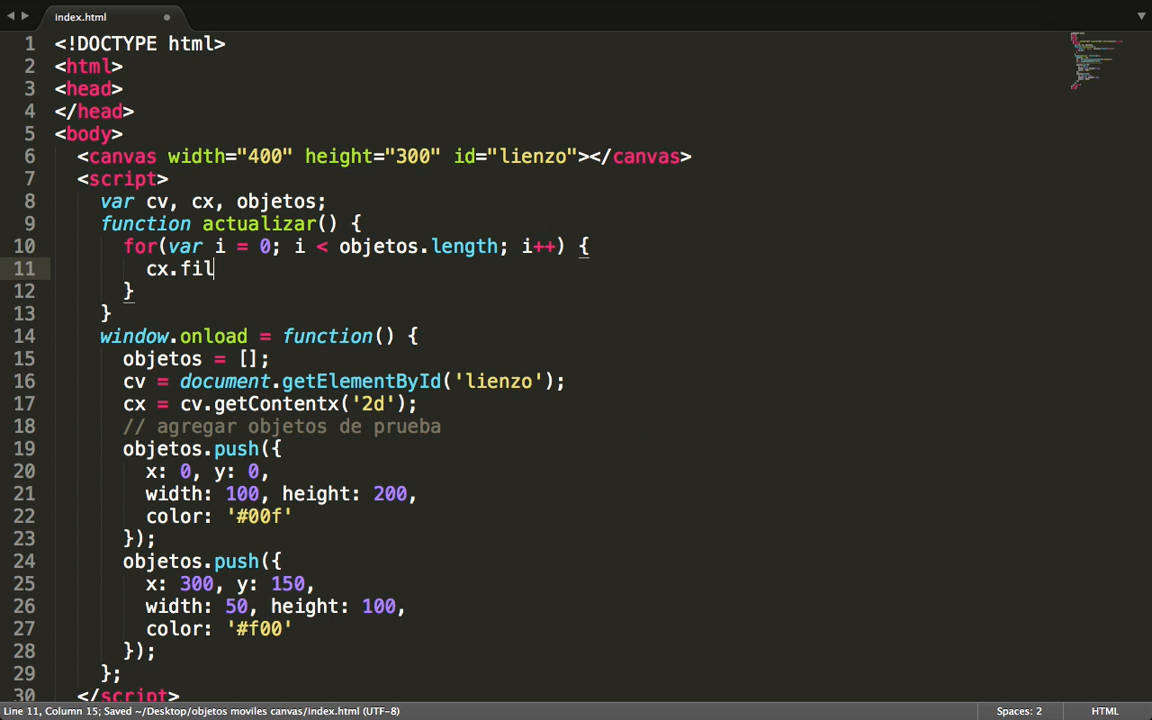 index.html
1 <!DOCTYPE html>
2 <html>
3 <head>
4 </head>
5 <body>
6 <canvas width="400" height="300" id="lienzo"></canvas>
7 <script>
8 var cv, cx, objetos;
9 function actualizar() {
10 for(var i = 0; i < objetos.length; i++) {
11 cx.fil
12 }
13 }
14 window.onload = function() {
15 objetos = [];
16 cv = document.getElementById('lienzo');
17 cx = cv.getContentx('2d');
18 // agregar objetos de prueba
19 objetos.push({
20 x: 0, y: 0,
21 width: 100, height: 200,
22 color: '#00f'
23 });
24 objetos.push({
25 x: 300, y: 150,
26 width: 50, height: 100,
27 color: '#f00'
28 });
29 };
30 </script>
Line 11, Column 15; Saved ~/Desktop/objetos moviles canvas/index.html (UTF-8) Spaces: 2 HTML